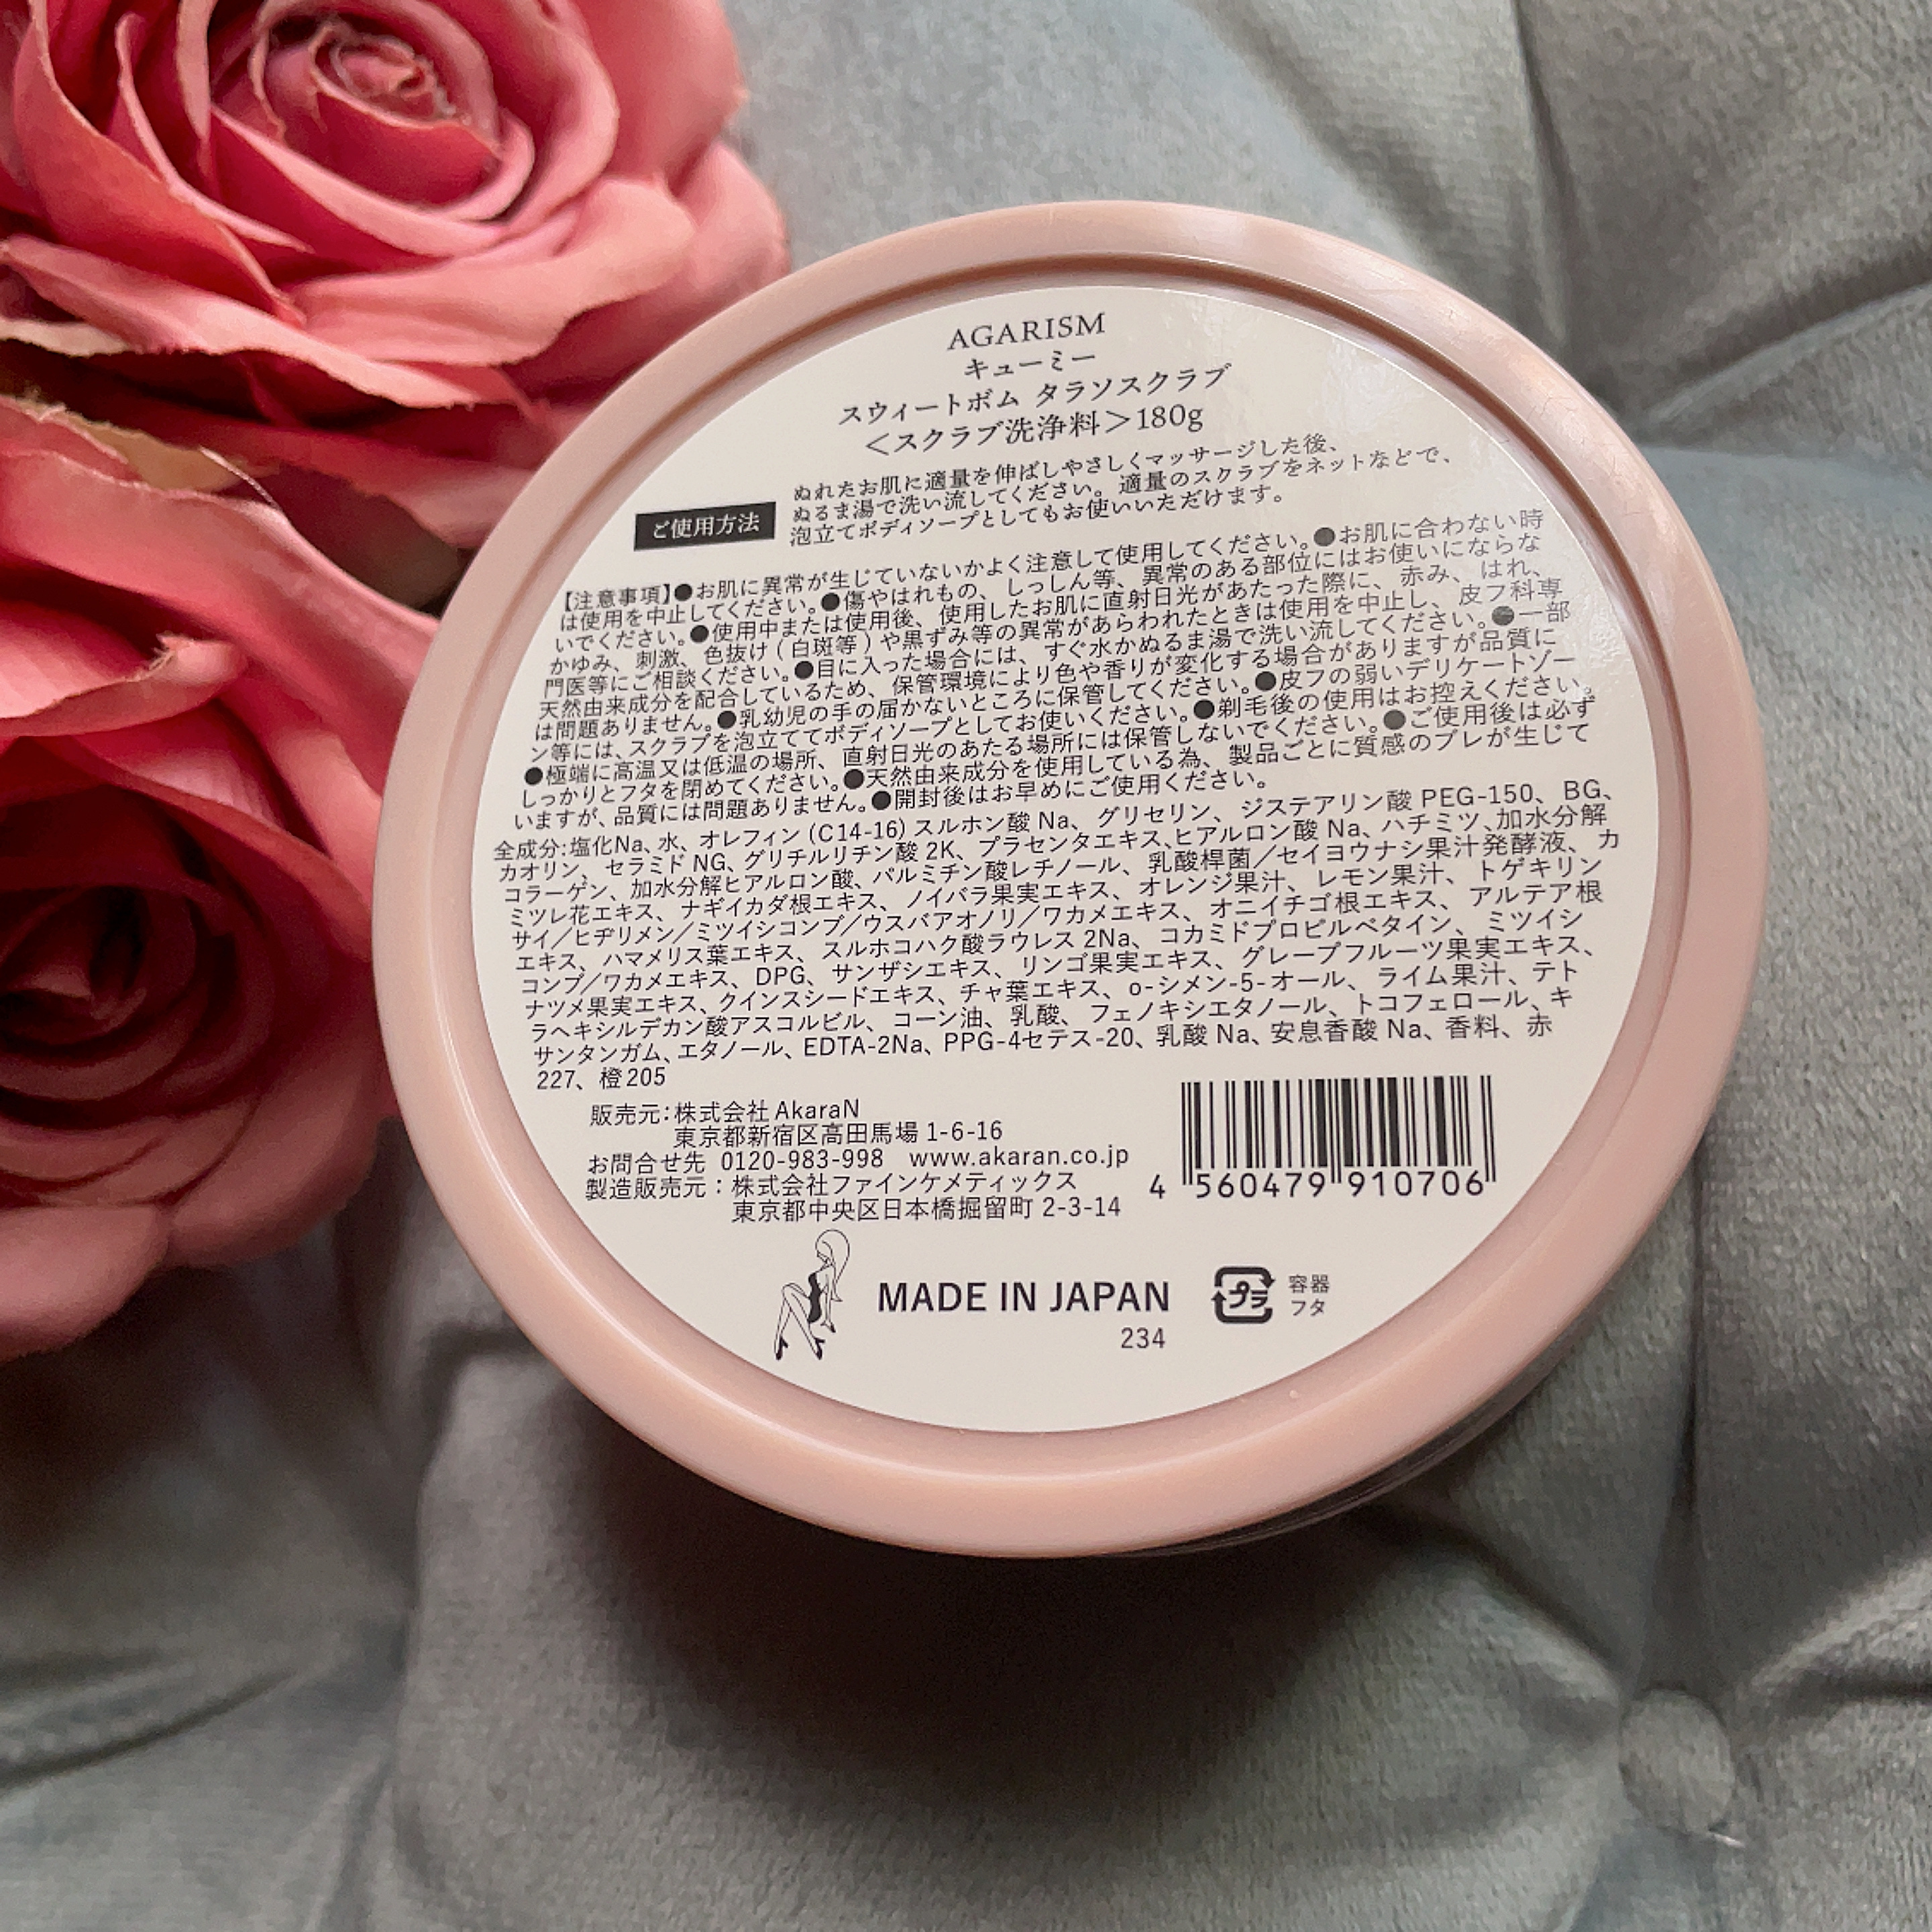 AGARISM
キューミー
スウィートボム タラソスクラブ
＜スクラブ洗浄料＞180g
ご使用方法
ぬれたお肌に適量を伸ばしやさしくマッサージした後、
ぬるま湯で洗い流してください。適量のスクラブをネットなどで、
泡立てボディソープとしてもお使いいただけます。
【注意事項】●お肌に異常が生じていないかよく注意して使用してください。●お肌に合わない時
は使用を中止してください。●傷やはれもの、しっしん等、異常のある部位にはお使いにならな
いでください。●使用中または使用後、使用したお肌に直射日光があたった際に、赤み、はれ、
かゆみ、刺激、色抜け(白斑等)や黒ずみ等の異常があらわれたときは使用を中止し、皮フ科専
門医等にご相談ください。●目に入った場合には、すぐ水かぬるま湯で洗い流してください。●一部
天然由来成分を配合しているため、保管環境により色や香りが変化する場合がありますが品質に
は問題ありません。●乳幼児の手の届かないところに保管してください。●皮フの弱いデリケートゾー
ン等には、スクラブを泡立ててボディソープとしてお使いください。●剃毛後の使用はお控えください。
●極端に高温又は低温の場所、直射日光のあたる場所には保管しないでください。●ご使用後は必ず
しっかりとフタを閉めてください。●天然由来成分を使用している為、製品ごとに質感のブレが生じて
いますが、品質には問題ありません。●開封後はお早めにご使用ください。
全成分:塩化Na、水、オレフィン(C14-16)スルホン酸 Na、グリセリン、ジステアリン酸 PEG-150、BG、
カオリン、セラミド NG、グリチルリチン酸 2K、プラセンタエキス、ヒアルロン酸 Na、ハチミツ、加水分解
コラーゲン、加水分解ヒアルロン酸、パルミチン酸レチノール、乳酸桿菌／セイヨウナシ果汁発酵液、カ
ミツレ花エキス、ナギイカダ根エキス、ノイバラ果実エキス、オレンジ果汁、レモン果汁、トゲキリン
サイ／ヒヂリメン／ミツイシコンブ／ウスバアオノリ／ワカメエキス、オニイチゴ根エキス、アルテア根
エキス、ハマメリス葉エキス、スルホコハク酸ラウレス 2Na、コカミドプロピルベタイン、ミツイシ
コンブ／ワカメエキス、DPG、サンザシエキス、リンゴ果実エキス、グレープフルーツ果実エキス、
ナツメ果実エキス、クインスシードエキス、チャ葉エキス、o-シメン-5-オール、ライム果汁、テト
ラヘキシルデカン酸アスコルビル、コーン油、乳酸、フェノキシエタノール、トコフェロール、キ
サンタンガム、エタノール、EDTA-2Na、PPG-4セテス-20、乳酸 Na、安息香酸 Na、香料、赤
227、橙205
販売元：株式会社 AkaraN
東京都新宿区高田馬場 1-6-16
お問合せ先 0120-983-998 www.akaran.co.jp
製造販売元：株式会社ファインケメティックス
東京都中央区日本橋掘留町 2-3-14
4 560479 910706
MADE IN JAPAN
234
プラ
容器
フタ